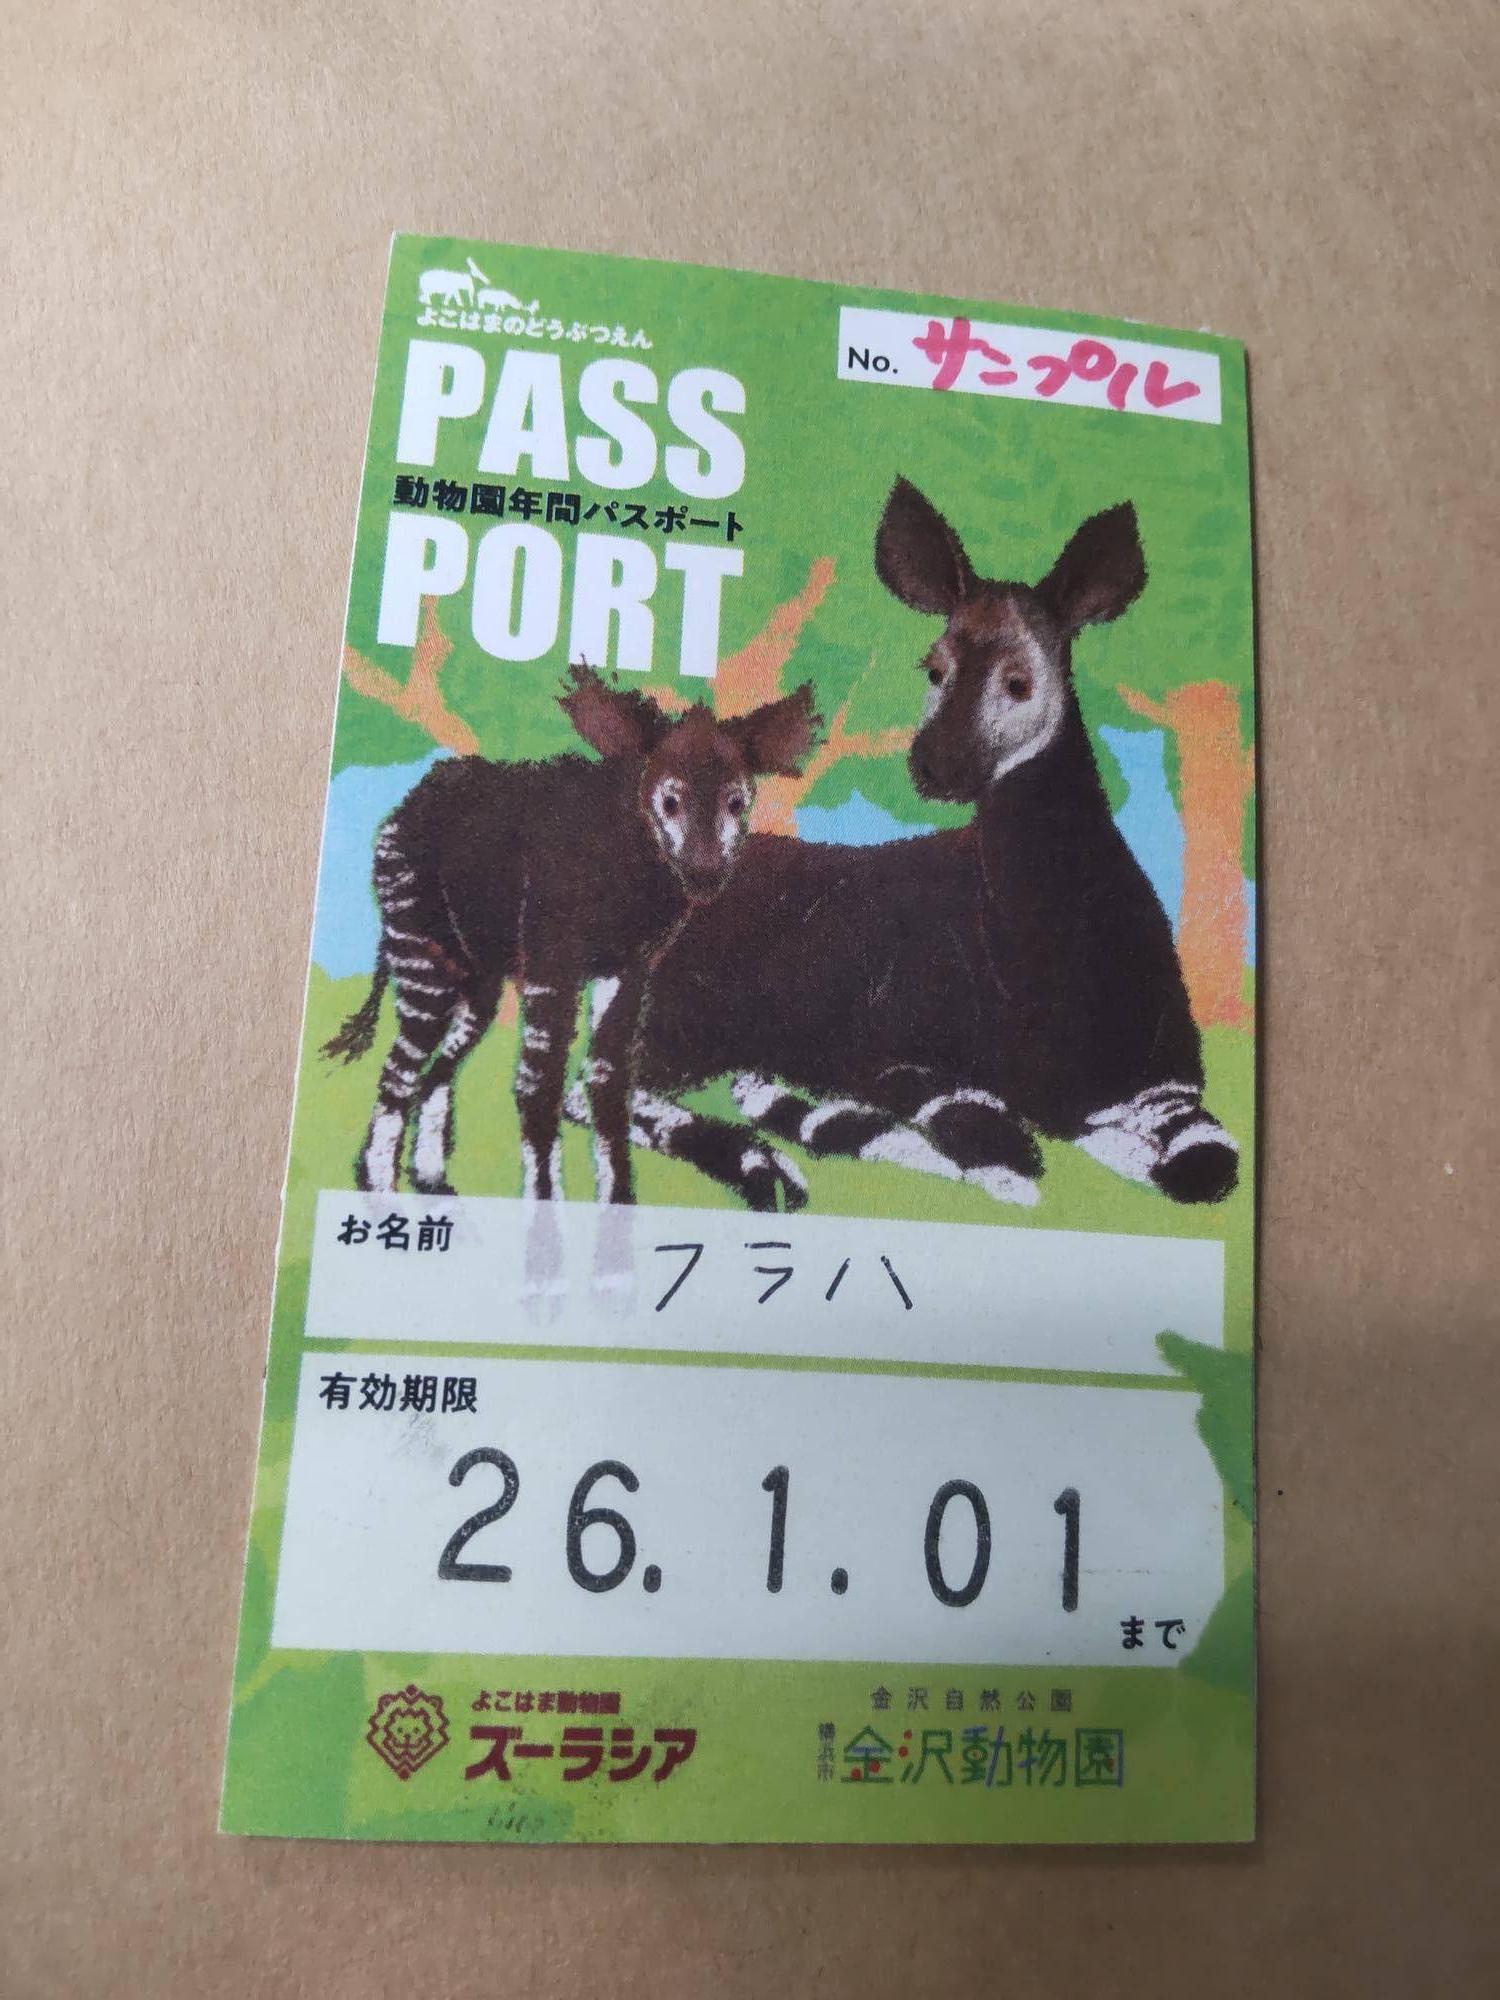 よこはまのどうぶつえん
PASS
動物園年間パスポート
PORT
No. サンプル
お名前 フラハ
有効期限
26.1.01
まで
よこはま動物園
ズーラシア
金沢自然公園
横浜市
金沢動物園